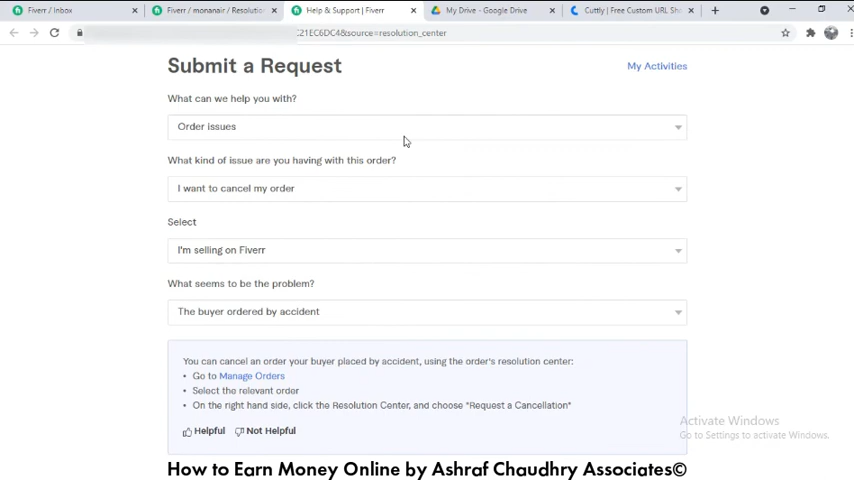 Fiverr / Inbox
Fiverr / monanair / Resolution
Help & Support | Fiverr
My Drive - Google Drive
Cuttly | Free Custom URL Sho
C21EC6DC4&source=resolution_center
Submit a Request
My Activities
What can we help you with?
Order issues
What kind of issue are you having with this order?
I want to cancel my order
Select
I'm selling on Fiverr
What seems to be the problem?
The buyer ordered by accident
You can cancel an order your buyer placed by accident, using the order's resolution center:
• Go to Manage Orders
• Select the relevant order
• On the right hand side, click the Resolution Center, and choose "Request a Cancellation"
Helpful Not Helpful
Activate Windows
Go to Settings to activate Windows.
How to Earn Money Online by Ashraf Chaudhry Associates©